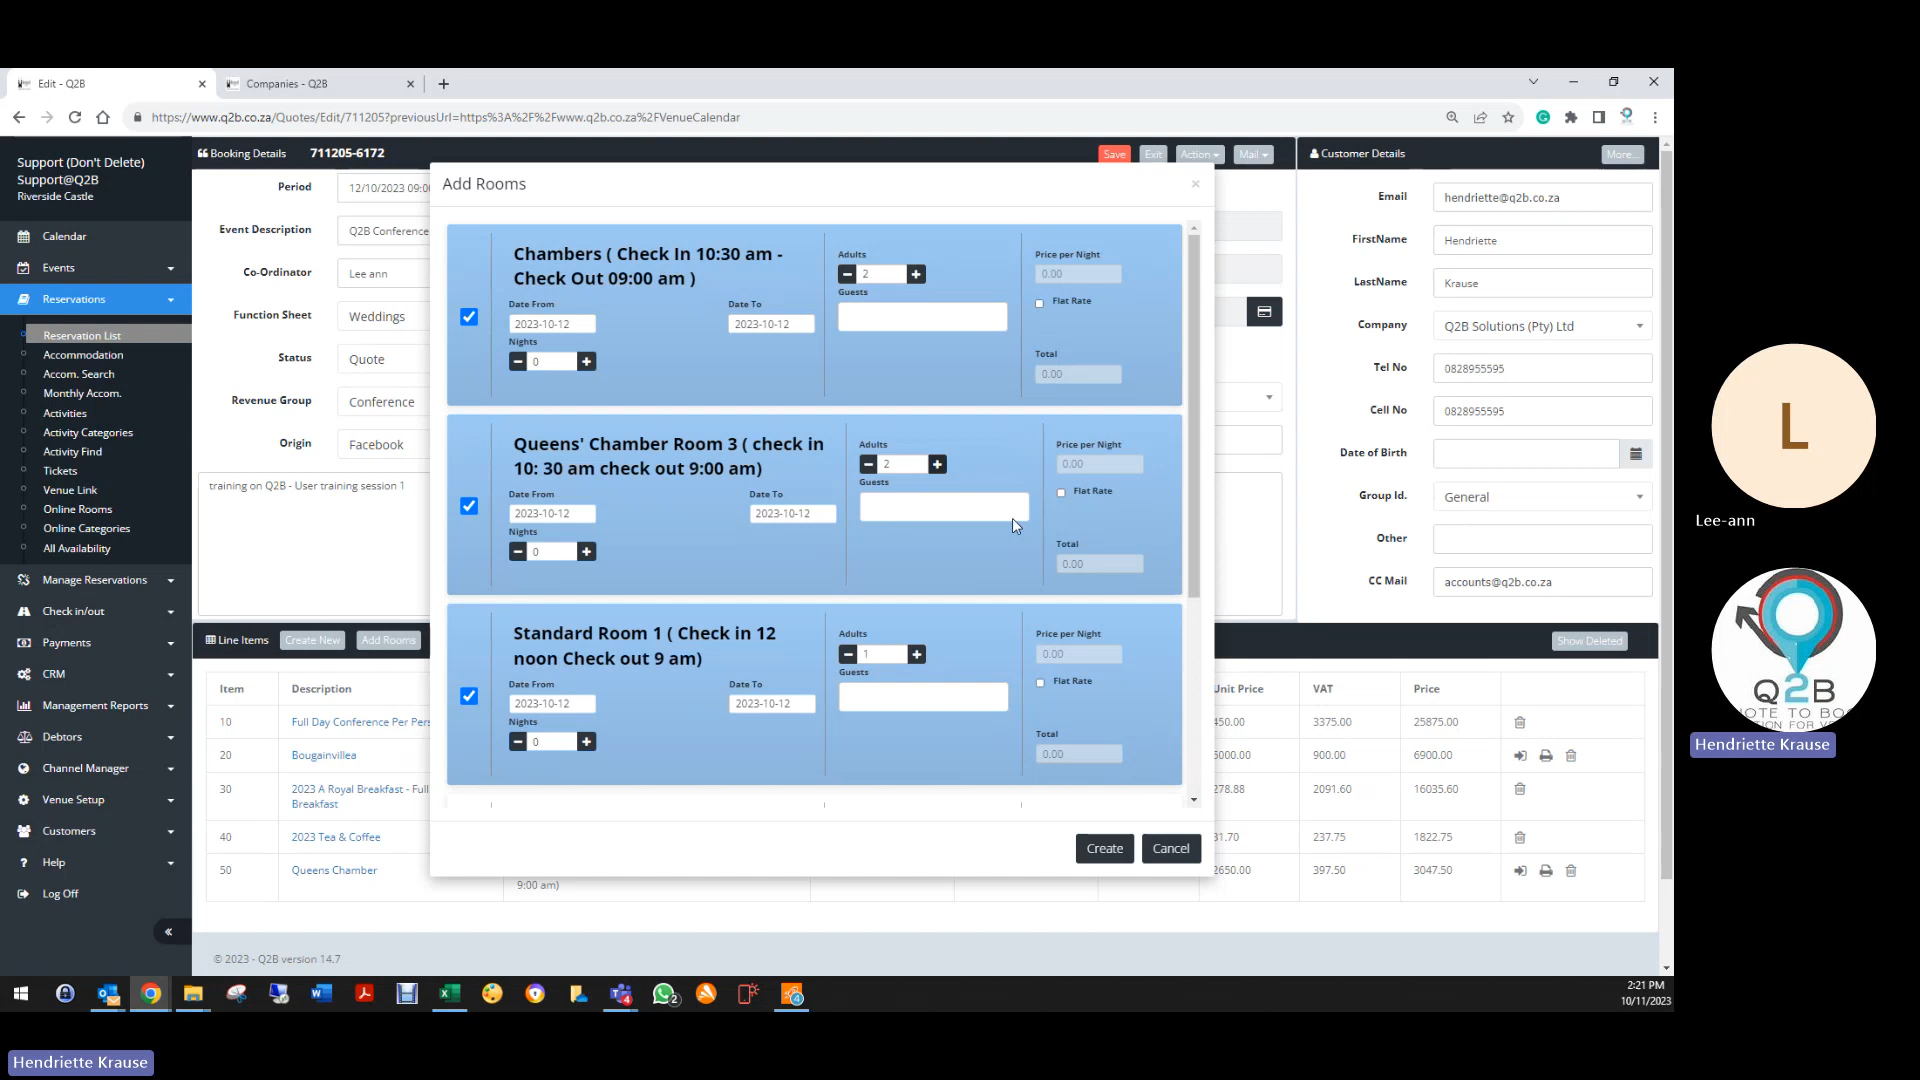 Edit - Q2B
Companies - Q2B
https://www.q2b.co.za/Quotes/Edit/711205?previousUrl=https%3A%2F%2Fwww.q2b.co.za%2FVenueCalendar
Support (Don't Delete)
Support@Q2B
Riverside Castle
Calendar
Events
Reservations
Reservation List
Accommodation
Accom. Search
Monthly Accom.
Activities
Activity Categories
Activity Find
Tickets
Venue Link
Online Rooms
Online Categories
All Availability
Manage Reservations
Check in/out
Payments
CRM
Management Reports
Debtors
Channel Manager
Venue Setup
Customers
Help
Log Off
Booking Details 711205-6172
Save Exit Action Mail
Period 12/10/2023 09:00
Event Description Q2B Conference
Co-Ordinator Lee ann
Function Sheet Weddings
Status Quote
Revenue Group Conference
Origin Facebook
training on Q2B - User training session 1
Add Rooms
×
Chambers ( Check In 10:30 am -
Check Out 09:00 am )
Date From Date To
2023-10-12 2023-10-12
Nights
0
Adults
2
Guests
Price per Night
0.00
Flat Rate
Total
0.00
Queens' Chamber Room 3 ( check in
10: 30 am check out 9:00 am)
Date From Date To
2023-10-12 2023-10-12
Nights
0
Adults
2
Guests
Price per Night
0.00
Flat Rate
Total
0.00
Standard Room 1 ( Check in 12
noon Check out 9 am)
Date From Date To
2023-10-12 2023-10-12
Nights
0
Adults
1
Guests
Price per Night
0.00
Flat Rate
Total
0.00
Create Cancel
Customer Details More...
Email hendriette@q2b.co.za
FirstName Hendriette
LastName Krause
Company Q2B Solutions (Pty) Ltd
Tel No 0828955595
Cell No 0828955595
Date of Birth
Group Id. General
Other
CC Mail accounts@q2b.co.za
Line Items Create New Add Rooms Show Deleted
Item Description Unit Price VAT Price
10 Full Day Conference Per Pers 450.00 3375.00 25875.00
20 Bougainvillea 6000.00 900.00 6900.00
30 2023 A Royal Breakfast - Full
Breakfast 278.88 2091.60 16035.60
40 2023 Tea & Coffee 31.70 237.75 1822.75
50 Queens Chamber 2650.00 397.50 3047.50
9:00 am)
© 2023 - Q2B version 14.7
2:21 PM
10/11/2023
L
Lee-ann
Q2B
Hendriette Krause
Hendriette Krause